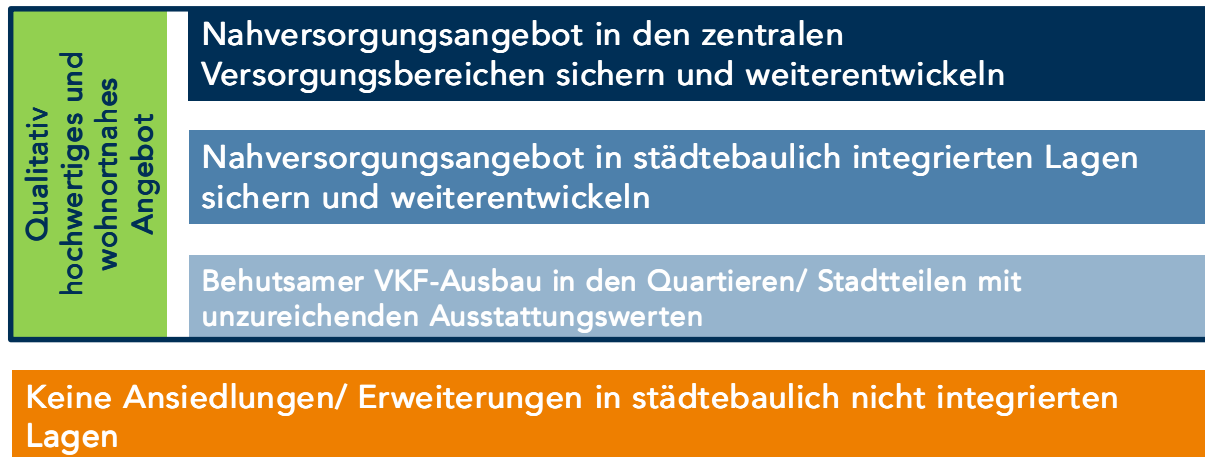 Qualitativ
hochwertiges und
wohnortnahes
Angebot
Nahversorgungsangebot in den zentralen
Versorgungsbereichen sichern und weiterentwickeln
Nahversorgungsangebot in städtebaulich integrierten Lagen
sichern und weiterentwickeln
Behutsamer VKF-Ausbau in den Quartieren/ Stadtteilen mit
unzureichenden Ausstattungswerten
Keine Ansiedlungen/ Erweiterungen in städtebaulich nicht integrierten
Lagen